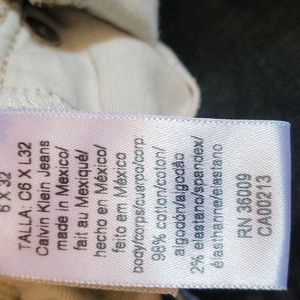 6 X 32
TALLA: C6 X L32
Calvin Klein Jeans
made in Mexico/
fait au Mexique/
hecho en México/
feito em México
body/corps/cuerpo/corp:
98% cotton/coton/
algodón/algodão
2% elastano/spandex/
élasthanne/elastano
RN 36009
CA00213